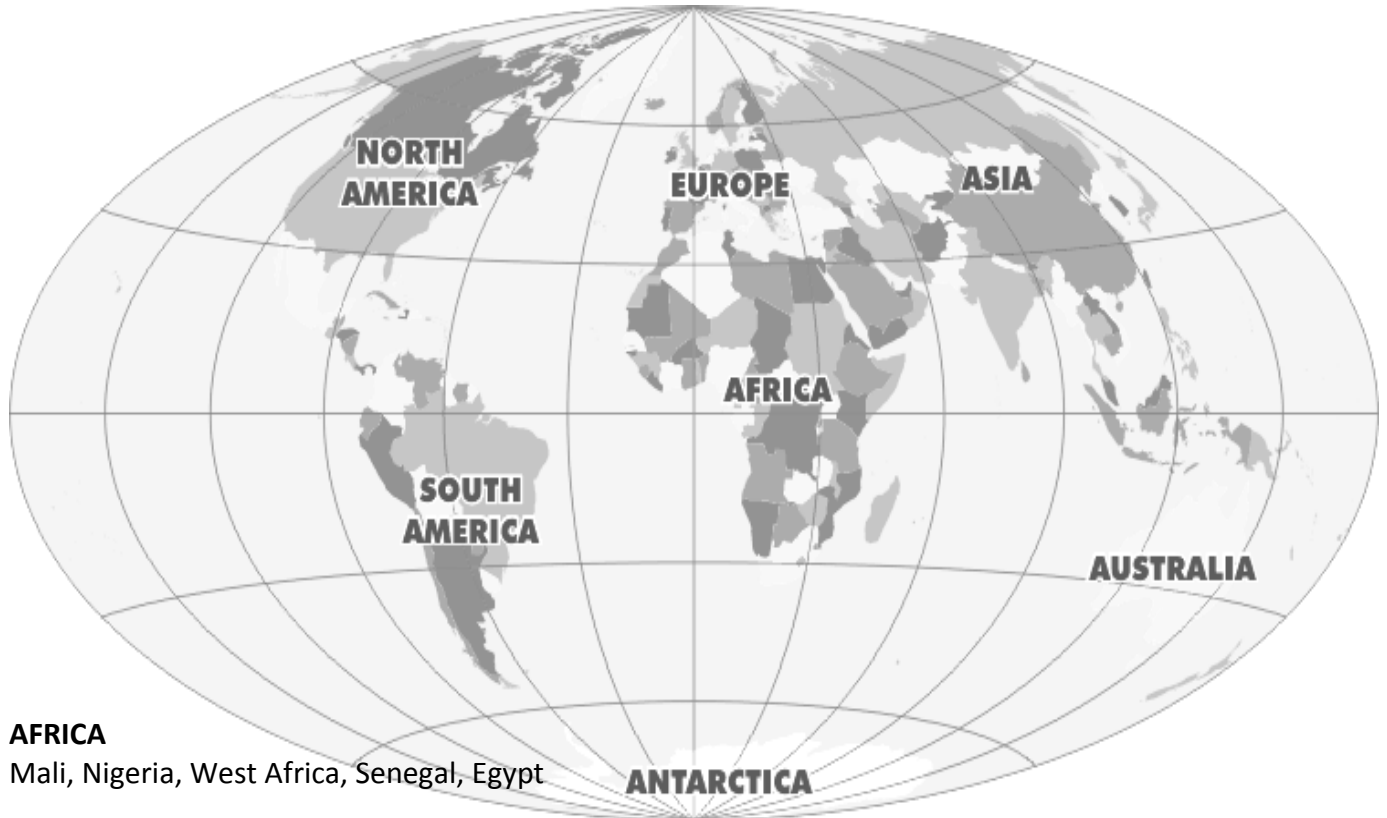 NORTH
AMERICA
EUROPE
ASIA
AFRICA
SOUTH
AMERICA
AUSTRALIA
AFRICA
Mali, Nigeria, West Africa, Senegal, Egypt
ANTARCTICA